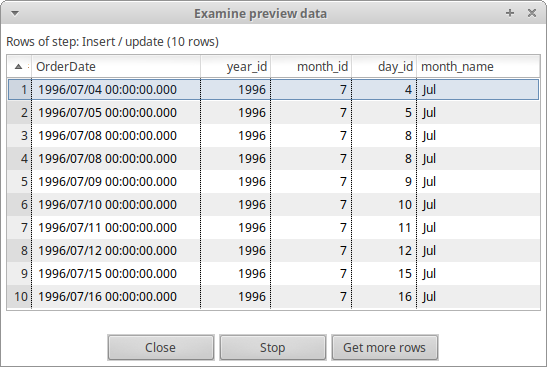 Examine preview data
Rows of step: Insert / update (10 rows)
OrderDate year_id month_id day_id month_name
1 1996/07/04 00:00:00.000 1996 7 4 Jul
2 1996/07/05 00:00:00.000 1996 7 5 Jul
3 1996/07/08 00:00:00.000 1996 7 8 Jul
4 1996/07/08 00:00:00.000 1996 7 8 Jul
5 1996/07/09 00:00:00.000 1996 7 9 Jul
6 1996/07/10 00:00:00.000 1996 7 10 Jul
7 1996/07/11 00:00:00.000 1996 7 11 Jul
8 1996/07/12 00:00:00.000 1996 7 12 Jul
9 1996/07/15 00:00:00.000 1996 7 15 Jul
10 1996/07/16 00:00:00.000 1996 7 16 Jul
Close Stop Get more rows